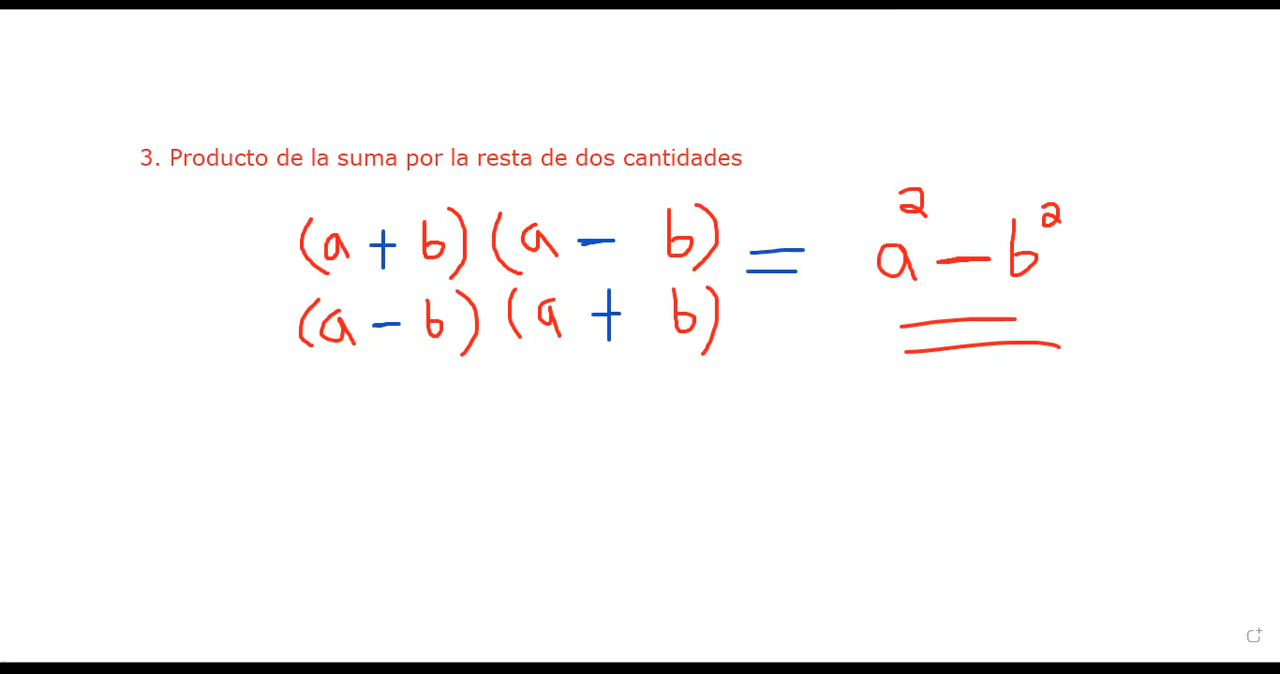 3. Producto de la suma por la resta de dos cantidades
(a + b) (a - b) = a² - b²
(a - b) (a + b)